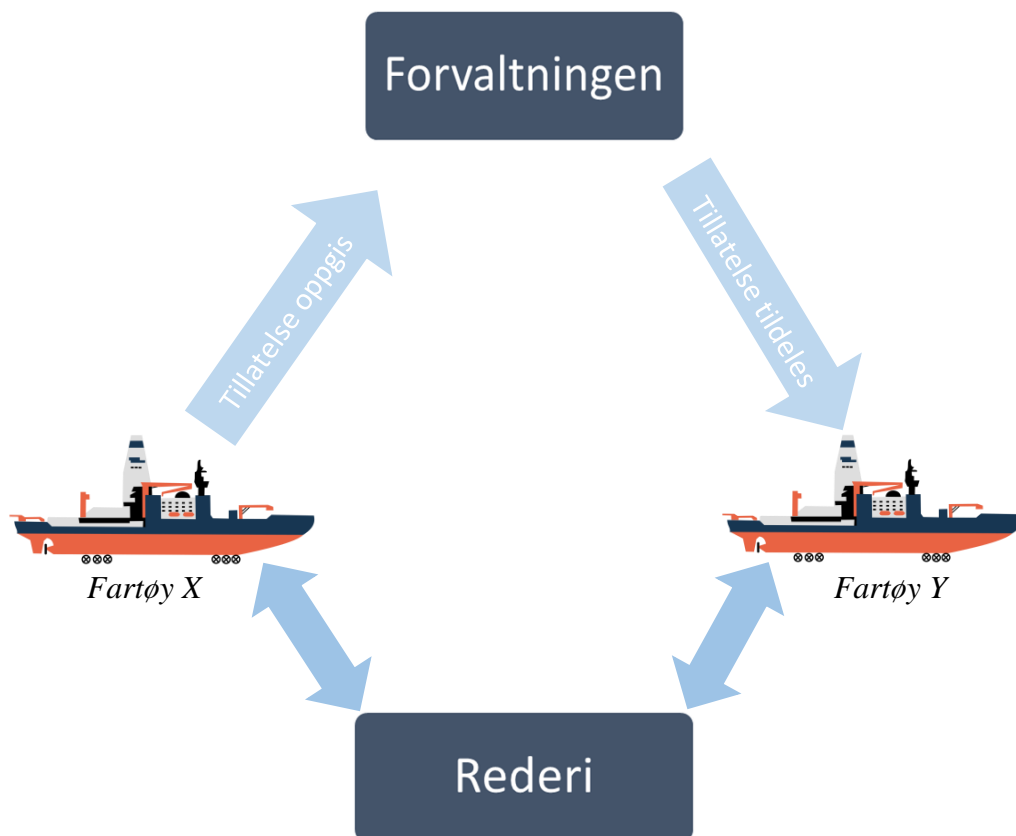 Forvaltningen
Tillatelse oppgis
Tillatelse tildeles
Fartøy X
Fartøy Y
Rederi